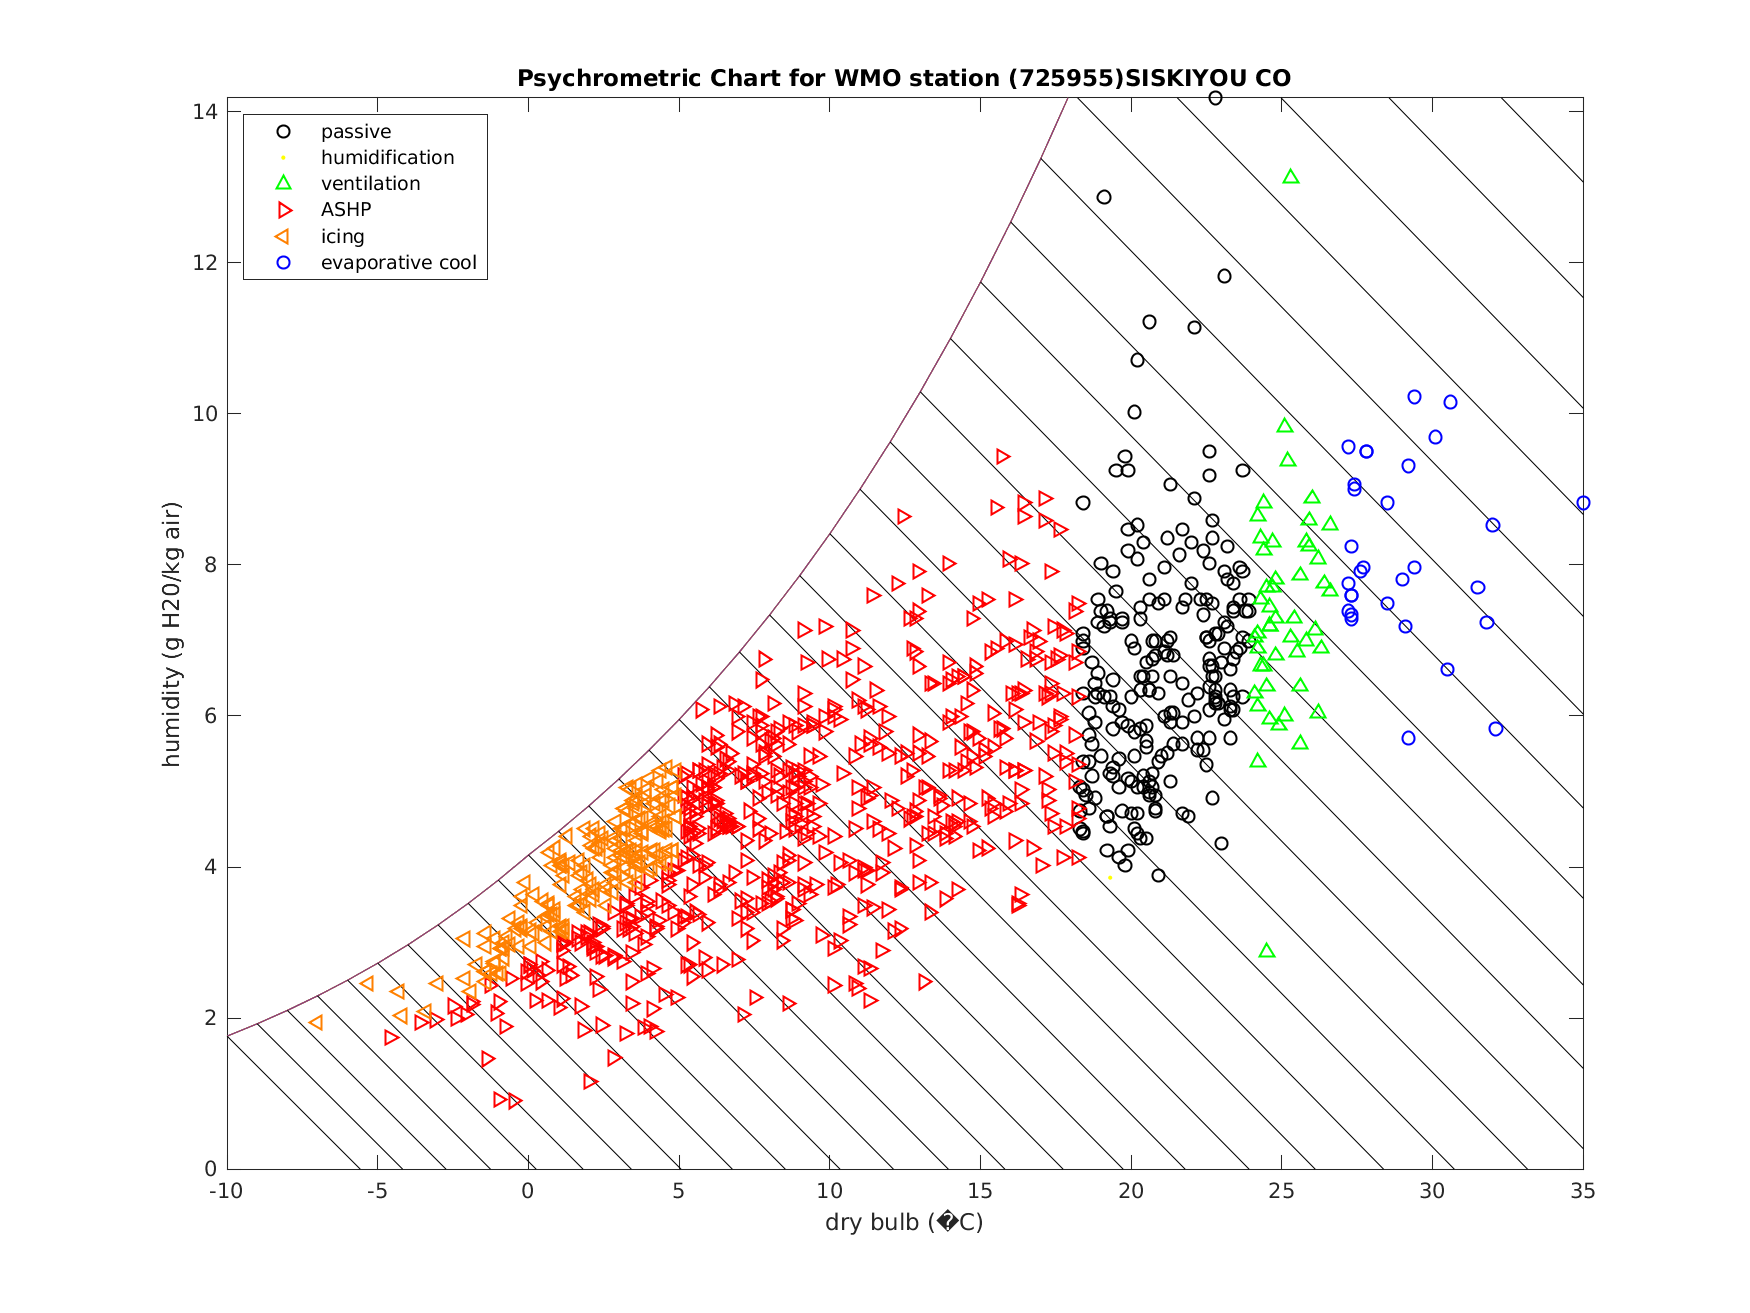 Psychrometric Chart for WMO station (725955)SISKIYOU CO
passive
humidification
ventilation
ASHP
icing
evaporative cool
humidity (g H20/kg air)
14
12
10
8
6
4
2
0
-10 -5 0 5 10 15 20 25 30 35
dry bulb (�C)